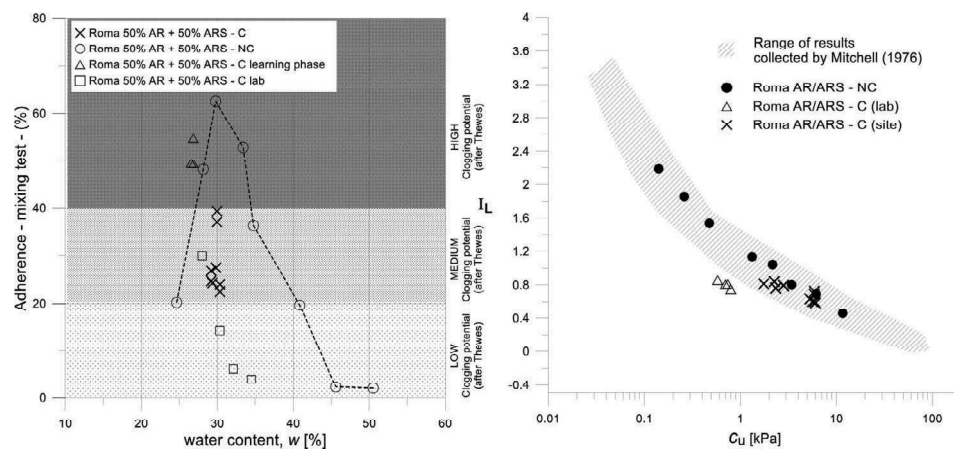 80
60
40
20
0
Adherence - mixing test - (%)
Roma 50% AR + 50% ARS - C
Roma 50% AR + 50% ARS - NC
Roma 50% AR + 50% ARS - C learning phase
Roma 50% AR + 50% ARS - C lab
HIGH
Clogging potential
(after Thewes)
MEDIUM
Clogging potential
(after Thewes)
LOW
Clogging potential
(after Thewes)
10 20 30 40 50 60
water content, w [%]
4
3.6
3.2
2.8
2.4
2
1.6
1.2
0.8
0.4
0
-0.4
IL
Range of results
collected by Mitchell (1976)
Roma AR/ARS - NC
Roma AR/ARS - C (lab)
Roma AR/ARS - C (site)
0.01 0.1 1 10 100
Cu [kPa]